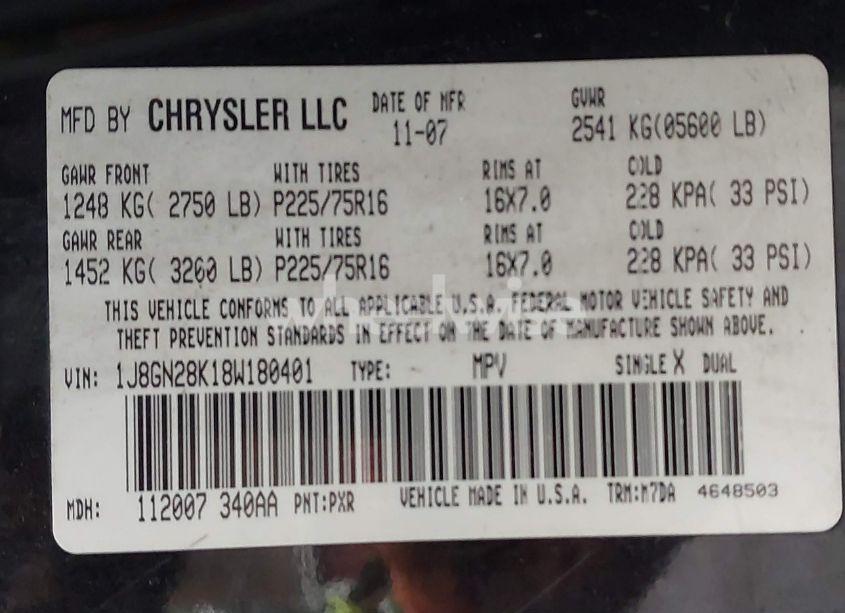 MFD BY CHRYSLER LLC DATE OF MFR 11-07 GVWR 2541 KG(05600 LB)
GAWR FRONT WITH TIRES RIMS AT COLD
1248 KG( 2750 LB) P225/75R16 16X7.0 228 KPA( 33 PSI)
GAWR REAR WITH TIRES RIMS AT COLD
1452 KG( 3200 LB) P225/75R16 16X7.0 228 KPA( 33 PSI)
THIS VEHICLE CONFORMS TO ALL APPLICABLE U.S.A. FEDERAL MOTOR VEHICLE SAFETY AND
THEFT PREVENTION STANDARDS IN EFFECT ON THE DATE OF MANUFACTURE SHOWN ABOVE.
VIN: 1J8GN28K18W180401 TYPE: MPV SINGLE X DUAL
MDH: 112007 340AA PNT:PXR VEHICLE MADE IN U.S.A. TRM:M7DA 4648503